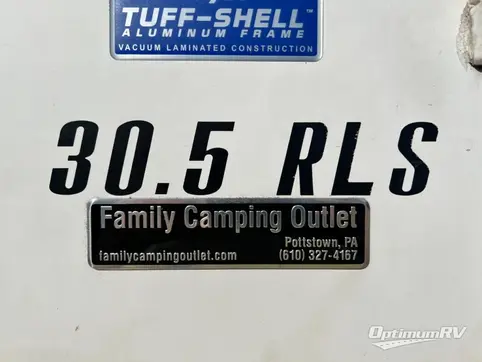 TUFF-SHELL™
ALUMINUM FRAME
VACUUM LAMINATED CONSTRUCTION
30.5 RLS
Family Camping Outlet
Pottstown, PA
familycampingoutlet.com (610) 327-4167
OptimumRV